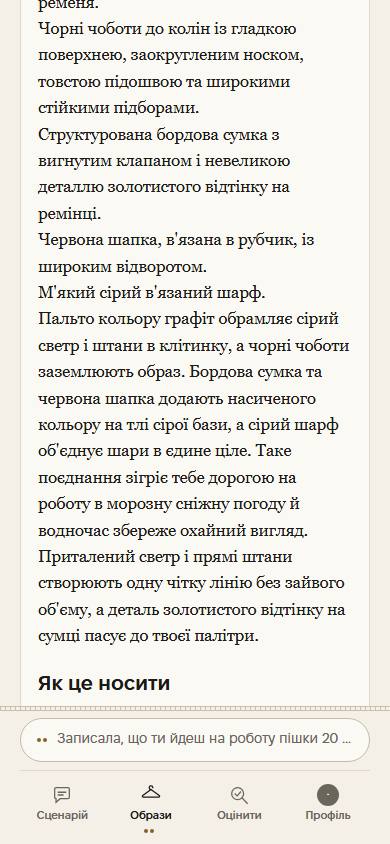 ременя.
Чорні чоботи до колін із гладкою
поверхнею, заокругленим носком,
товстою підошвою та широкими
стійкими підборами.
Структурована бордова сумка з
вигнутим клапаном і невеликою
деталлю золотистого відтінку на
ремінці.
Червона шапка, в'язана в рубчик, із
широким відворотом.
М'який сірий в'язаний шарф.
Пальто кольору графіт обрамляє сірий
светр і штани в клітинку, а чорні чоботи
заземлюють образ. Бордова сумка та
червона шапка додають насиченого
кольору на тлі сірої бази, а сірий шарф
об'єднує шари в єдине ціле. Таке
поєднання зігріє тебе дорогою на
роботу в морозну сніжну погоду й
водночас збереже охайний вигляд.
Приталений светр і прямі штани
створюють одну чітку лінію без зайвого
об'єму, а деталь золотистого відтінку на
сумці пасує до твоєї палітри.
Як це носити
Записала, що ти йдеш на роботу пішки 20 ...
Сценарій
Образи
Оцінити
Профіль